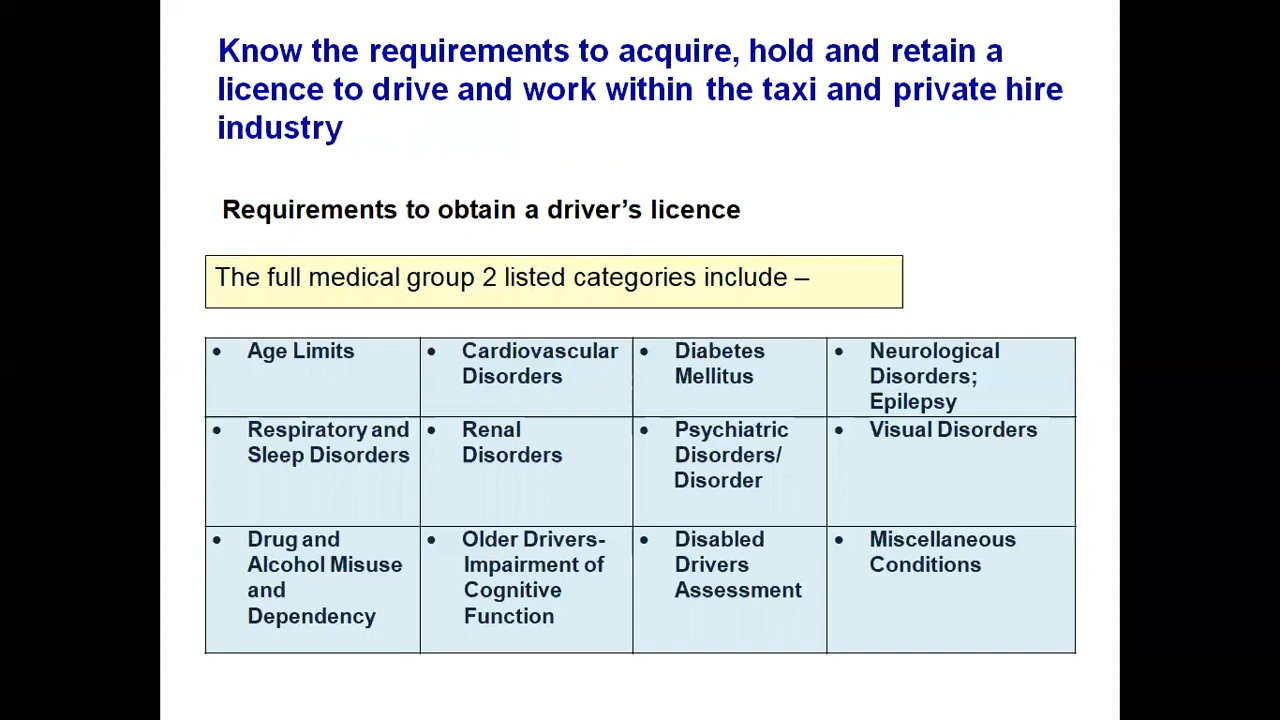 Know the requirements to acquire, hold and retain a
licence to drive and work within the taxi and private hire
industry
Requirements to obtain a driver’s licence
The full medical group 2 listed categories include –
• Age Limits
• Cardiovascular
Disorders
• Diabetes
Mellitus
• Neurological
Disorders;
Epilepsy
• Respiratory and
Sleep Disorders
• Renal
Disorders
• Psychiatric
Disorders/
Disorder
• Visual Disorders
• Drug and
Alcohol Misuse
and
Dependency
• Older Drivers-
Impairment of
Cognitive
Function
• Disabled
Drivers
Assessment
• Miscellaneous
Conditions